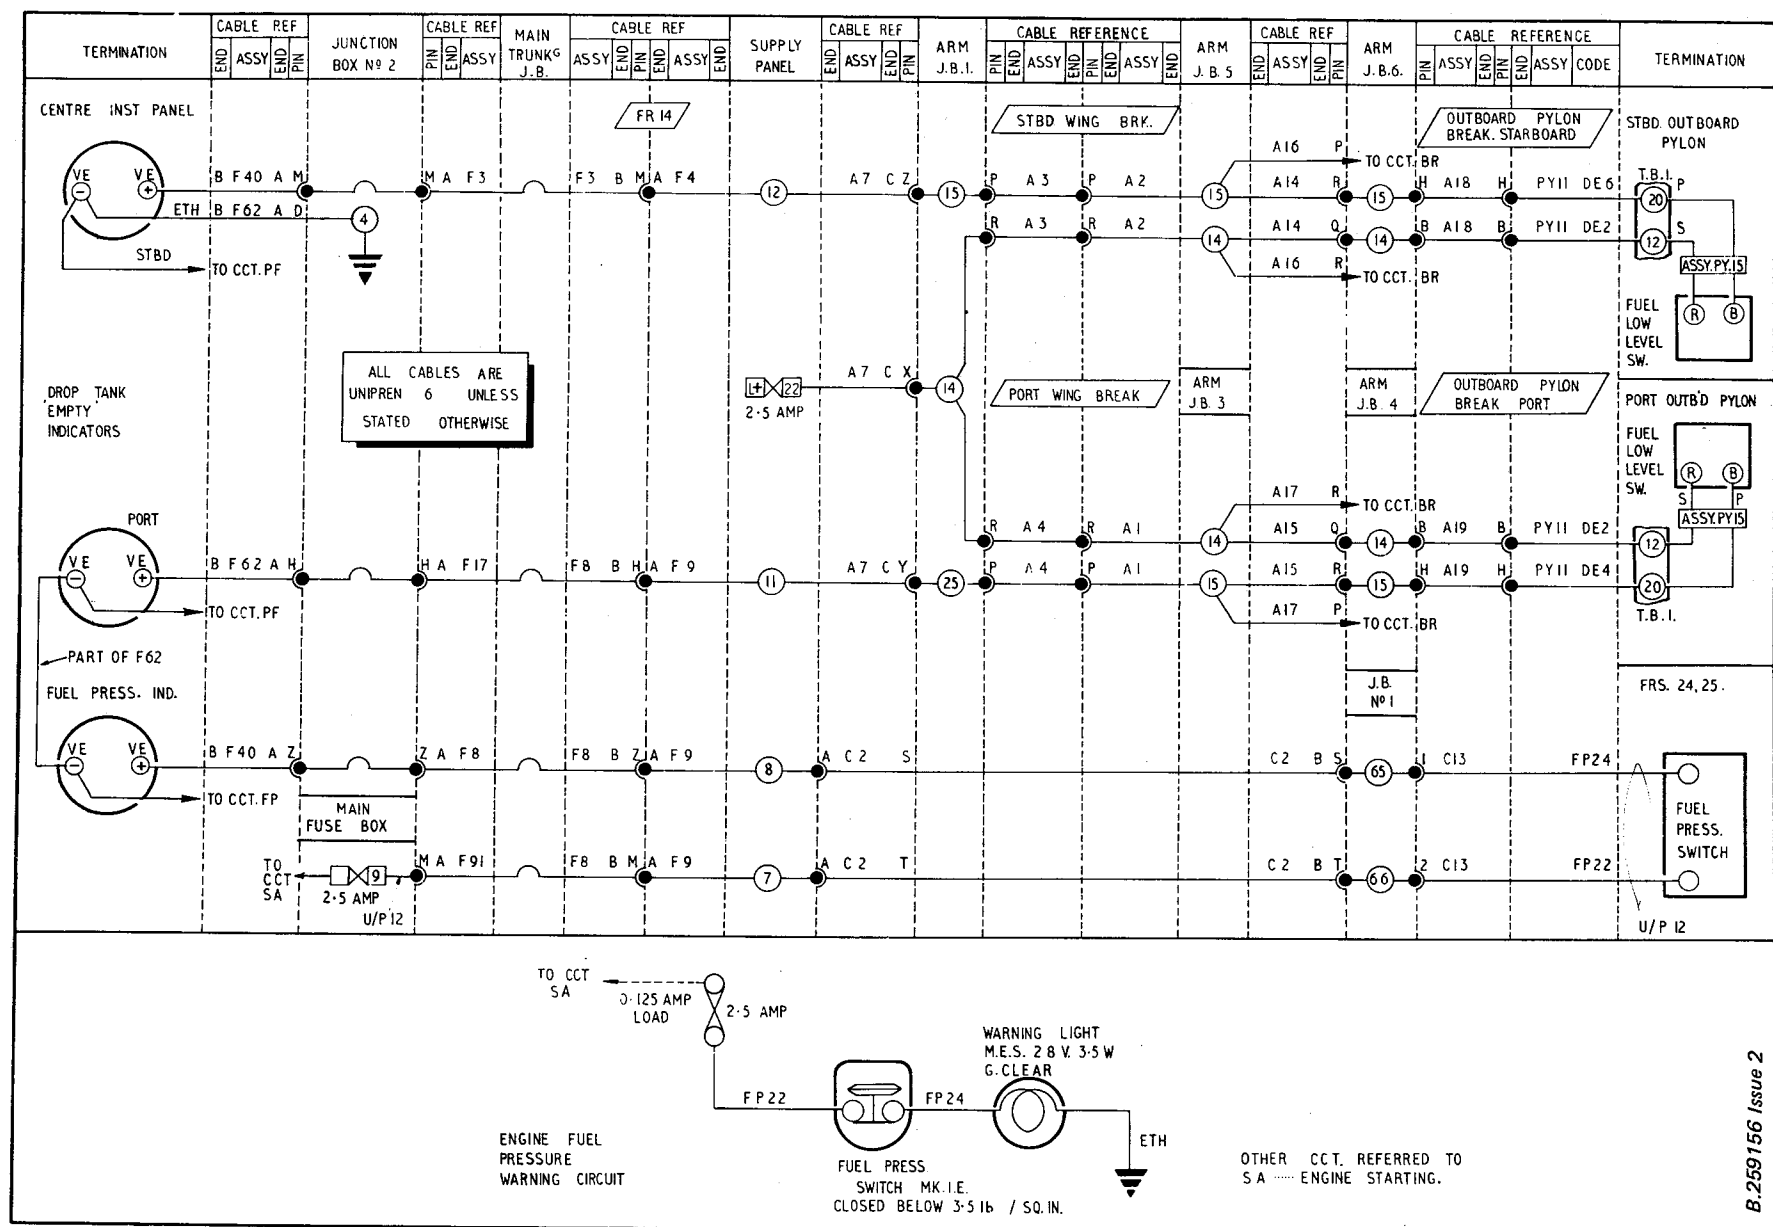 TERMINATION
CABLE REF
END ASSY END PIN
JUNCTION
BOX Nº 2
CABLE REF
PIN END ASSY
MAIN
TRUNKG
J.B.
CABLE REF
ASSY END PIN END ASSY
SUPPLY
PANEL
CABLE REF
END ASSY END PIN
ARM
J.B.1.
CABLE REFERENCE
PIN END ASSY END PIN END ASSY END
ARM
J.B.5
CABLE REF
END ASSY END PIN
ARM
J.B.6.
CABLE REFERENCE
PIN ASSY END PIN END ASSY CODE
TERMINATION
CENTRE INST PANEL
FR 14
STBD WING BRK.
OUTBOARD PYLON
BREAK. STARBOARD
STBD. OUTBOARD
PYLON
A16 P TO CCT. BR
VE − VE +
B F40 A M
M A F3
F3 B M A F4
12
A7 C Z
15
P A3 P A2
15
A14 R
15
H A18 H PY11 DE6
T.B.1.
20 P
ETH B F62 A D
4
R A3 R A2
14
A14 Q
14
B A18 B PY11 DE2
12 S
STBD
TO CCT. PF
A16 R TO CCT. BR
ASSY. PY.15
FUEL
LOW
LEVEL
SW.
R B
ALL CABLES ARE
UNIPREN 6 UNLESS
STATED OTHERWISE
DROP TANK
EMPTY
INDICATORS
L+ 22
2·5 AMP
A7 C X
14
PORT WING BREAK
ARM
J.B. 3
ARM
J.B. 4
OUTBOARD PYLON
BREAK PORT
PORT OUTB'D PYLON
FUEL
LOW
LEVEL
SW.
R B
S P
ASSY. PY15
A17 R TO CCT. BR
PORT
R A4 R A1
14
A15 Q
14
B A19 B PY11 DE2
12
VE − VE +
B F62 A H
H A F17
F8 B H A F9
11
A7 C Y
25
P A4 P A1
15
A15 R
15
H A19 H PY11 DE4
20
T.B.1.
TO CCT. PF
A17 P TO CCT. BR
PART OF F62
FUEL PRESS. IND.
J.B.
Nº 1
FRS. 24, 25.
VE − VE +
B F40 A Z
Z A F8
F8 B Z A F9
8
A C2 S
C2 B S
65
1 C13 FP24
TO CCT. FP
MAIN
FUSE BOX
FUEL
PRESS.
SWITCH
TO
CCT
SA
9
2·5 AMP
U/P 12
M A F91
F8 B M A F9
7
A C2 T
C2 B T
66
2 C13 FP22
U/P 12
TO CCT
SA
0·125 AMP
LOAD
2·5 AMP
WARNING LIGHT
M.E.S. 28 V. 3·5 W
G. CLEAR
FP22
FP24
ETH
ENGINE FUEL
PRESSURE
WARNING CIRCUIT
FUEL PRESS
SWITCH MK.I.E.
CLOSED BELOW 3·5 lb / SQ. IN.
OTHER CCT. REFERRED TO
SA ····· ENGINE STARTING.
B.259156 Issue 2